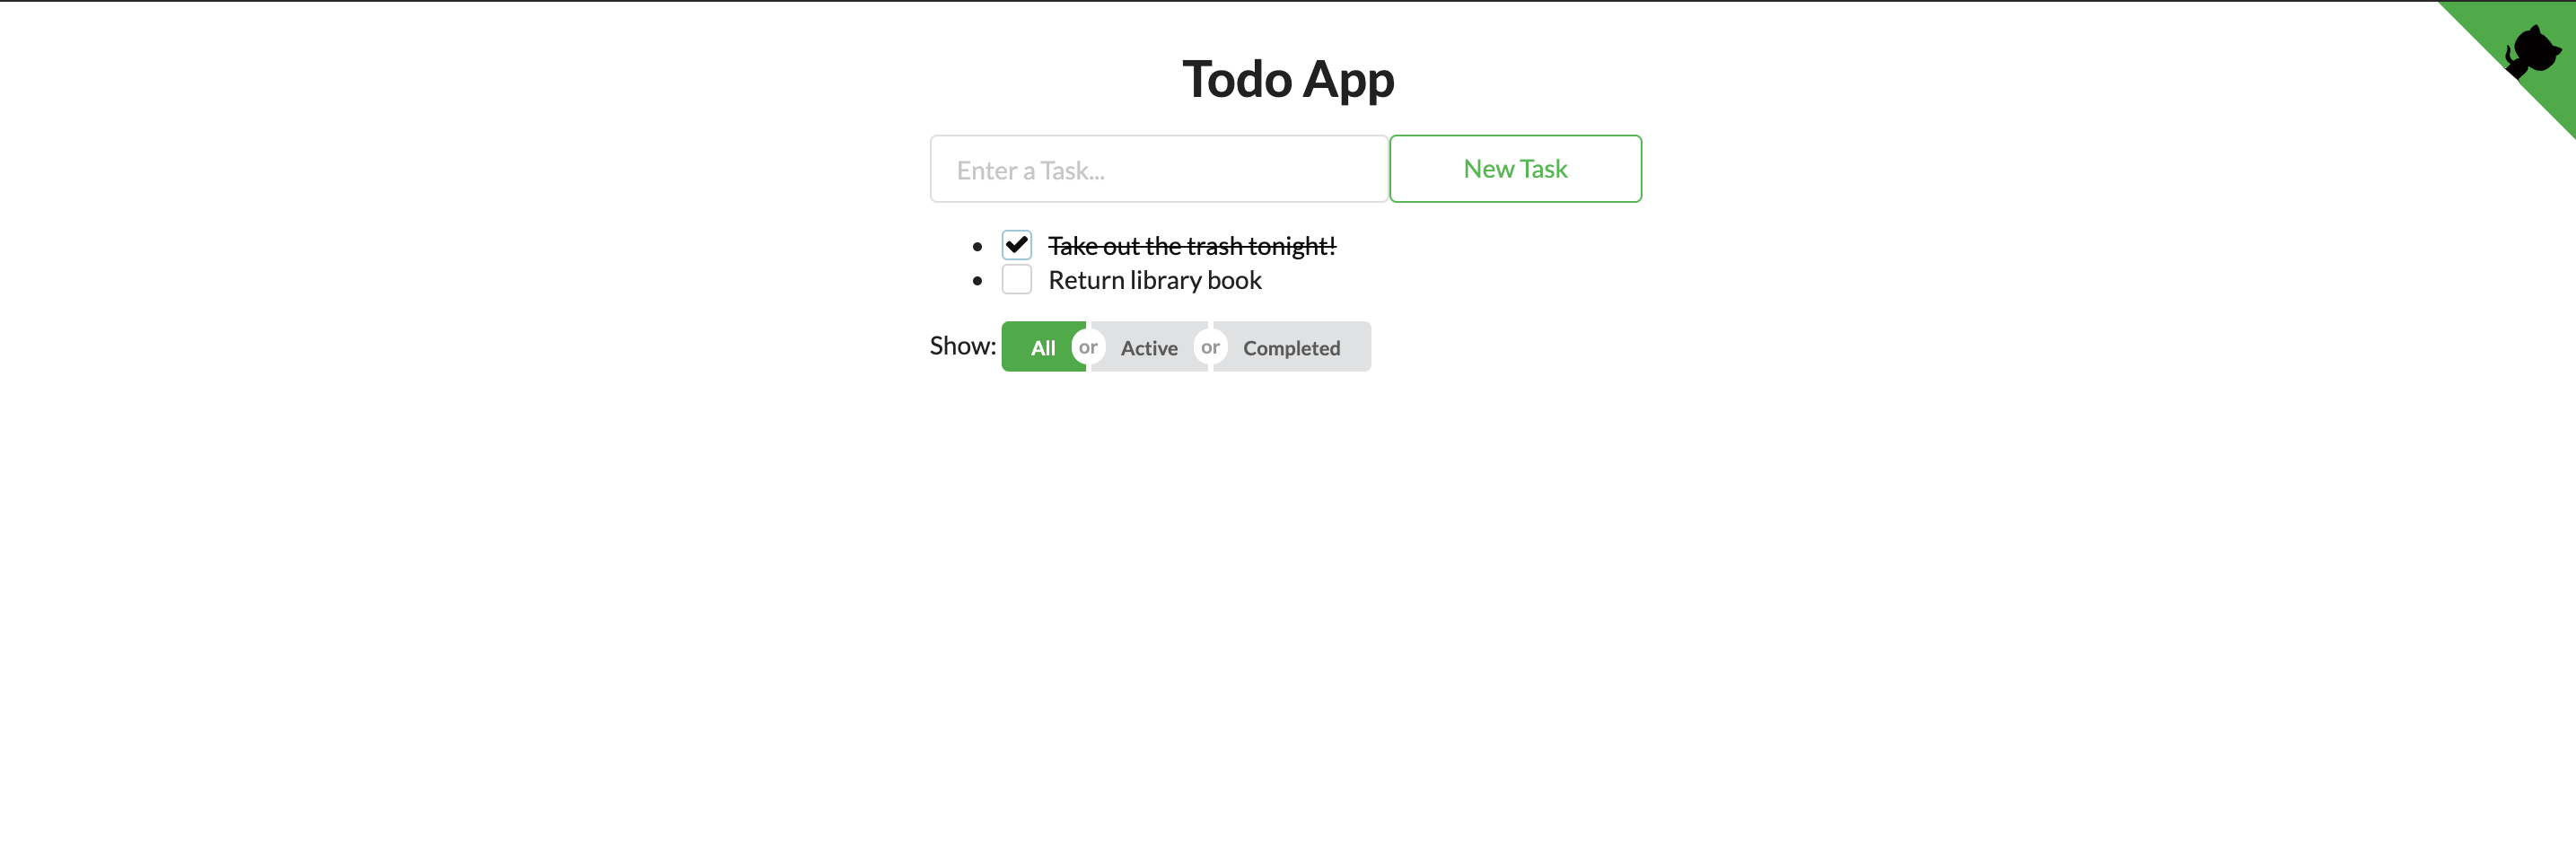 Todo App
Enter a Task...
New Task
Take out the trash tonight!
Return library book
Show: All or Active or Completed